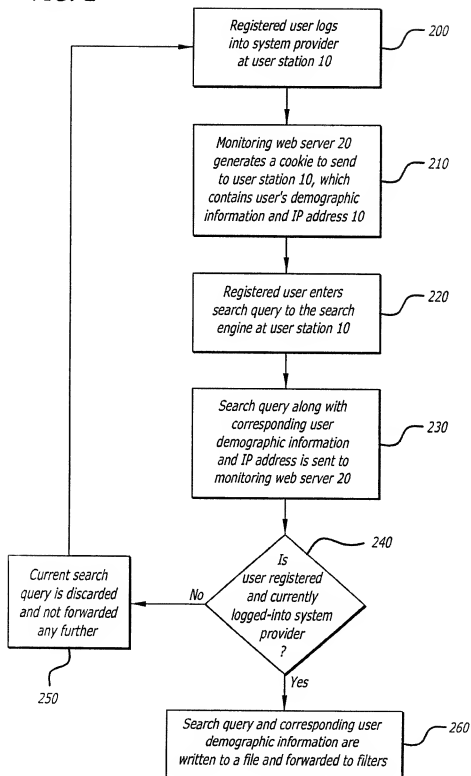 Registered user logs
into system provider
at user station 10
200
Monitoring web server 20
generates a cookie to send
to user station 10, which
contains user's demographic
information and IP address 10
210
Registered user enters
search query to the search
engine at user station 10
220
Search query along with
corresponding user
demographic information
and IP address is sent to
monitoring web server 20
230
Is
user registered
and currently
logged-into system
provider
?
240
No
Current search
query is discarded
and not forwarded
any further
250
Yes
Search query and corresponding user
demographic information are
written to a file and forwarded to filters
260